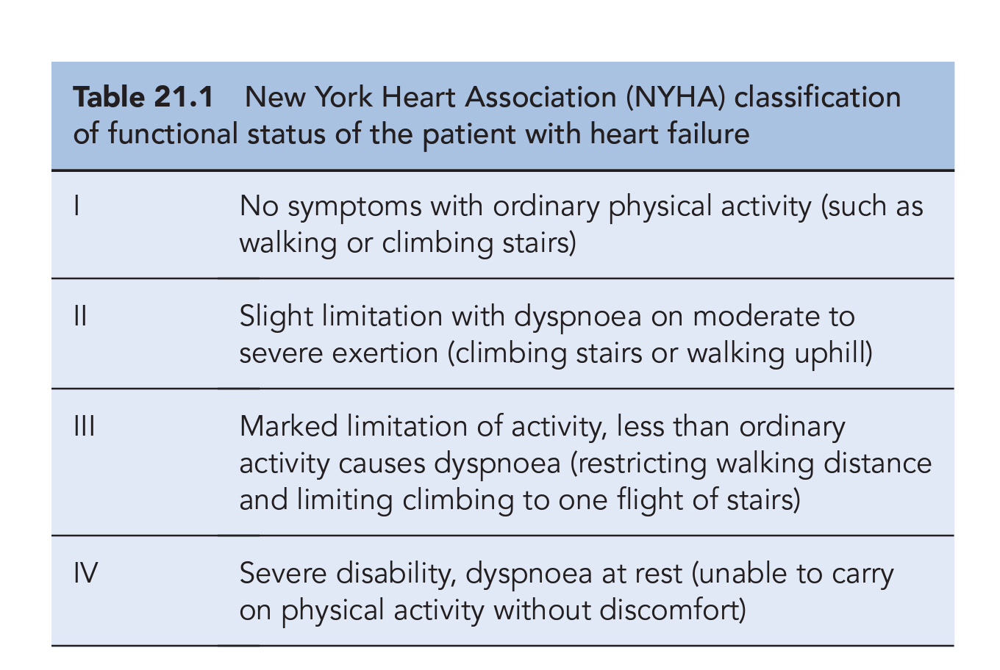 Table 21.1 New York Heart Association (NYHA) classification
of functional status of the patient with heart failure
I No symptoms with ordinary physical activity (such as
walking or climbing stairs)
II Slight limitation with dyspnoea on moderate to
severe exertion (climbing stairs or walking uphill)
III Marked limitation of activity, less than ordinary
activity causes dyspnoea (restricting walking distance
and limiting climbing to one flight of stairs)
IV Severe disability, dyspnoea at rest (unable to carry
on physical activity without discomfort)